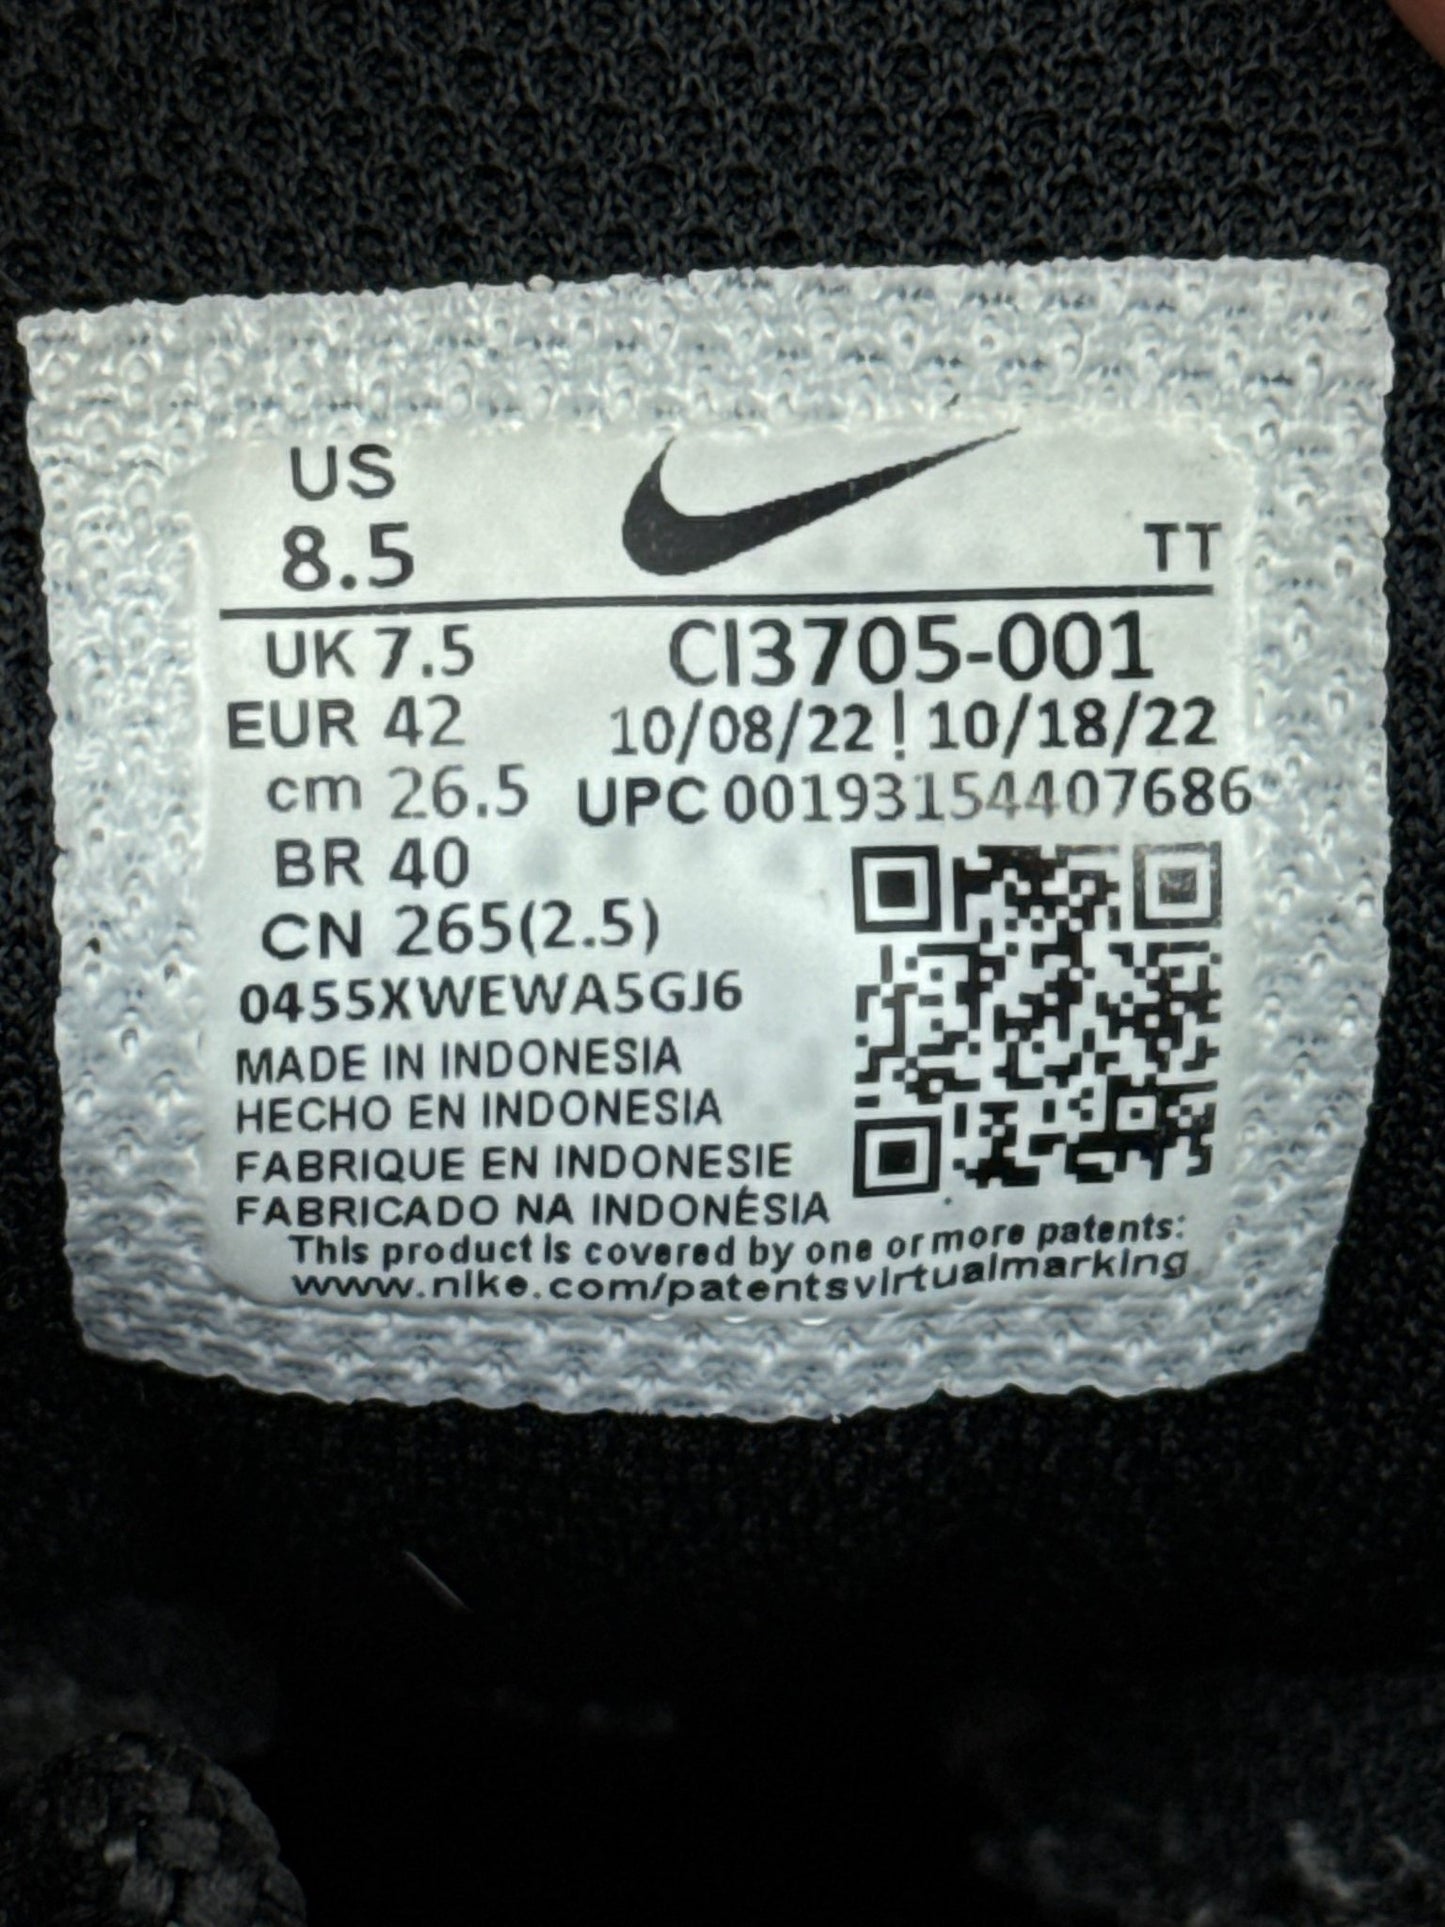 US
8.5
TT
UK 7.5
CI3705-001
EUR 42
10/08/22 ! 10/18/22
cm 26.5
UPC 00193154407686
BR 40
CN 265(2.5)
0455XWEWA5GJ6
MADE IN INDONESIA
HECHO EN INDONESIA
FABRIQUE EN INDONESIE
FABRICADO NA INDONÉSIA
This product is covered by one or more patents:
www.nike.com/patentsvirtualmarking